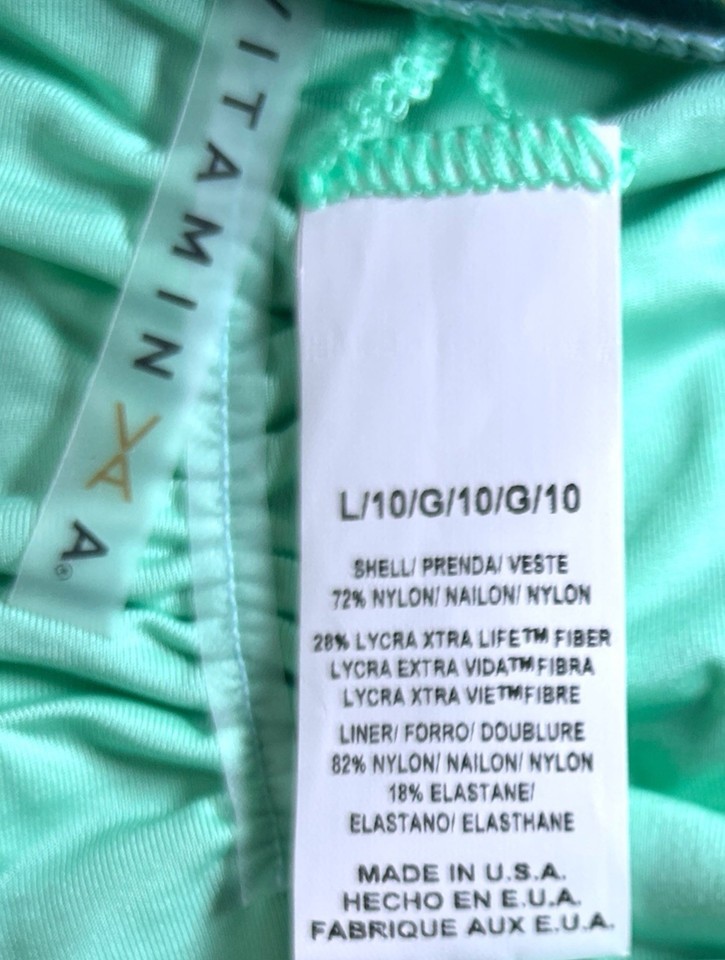 VITAMIN A®
L/10/G/10/G/10
SHELL/ PRENDA/ VESTE
72% NYLON/ NAILON/ NYLON
28% LYCRA XTRA LIFE™ FIBER
LYCRA EXTRA VIDA™ FIBRA
LYCRA XTRA VIE™ FIBRE
LINER/ FORRO/ DOUBLURE
82% NYLON/ NAILON/ NYLON
18% ELASTANE/
ELASTANO/ ELASTHANE
MADE IN U.S.A.
HECHO EN E.U.A.
FABRIQUE AUX E.U.A.